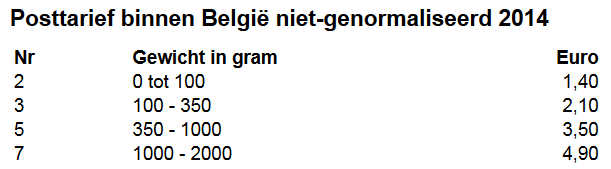 Posttarief binnen België niet-genormaliseerd 2014
Nr Gewicht in gram Euro
2 0 tot 100 1,40
3 100 - 350 2,10
5 350 - 1000 3,50
7 1000 - 2000 4,90